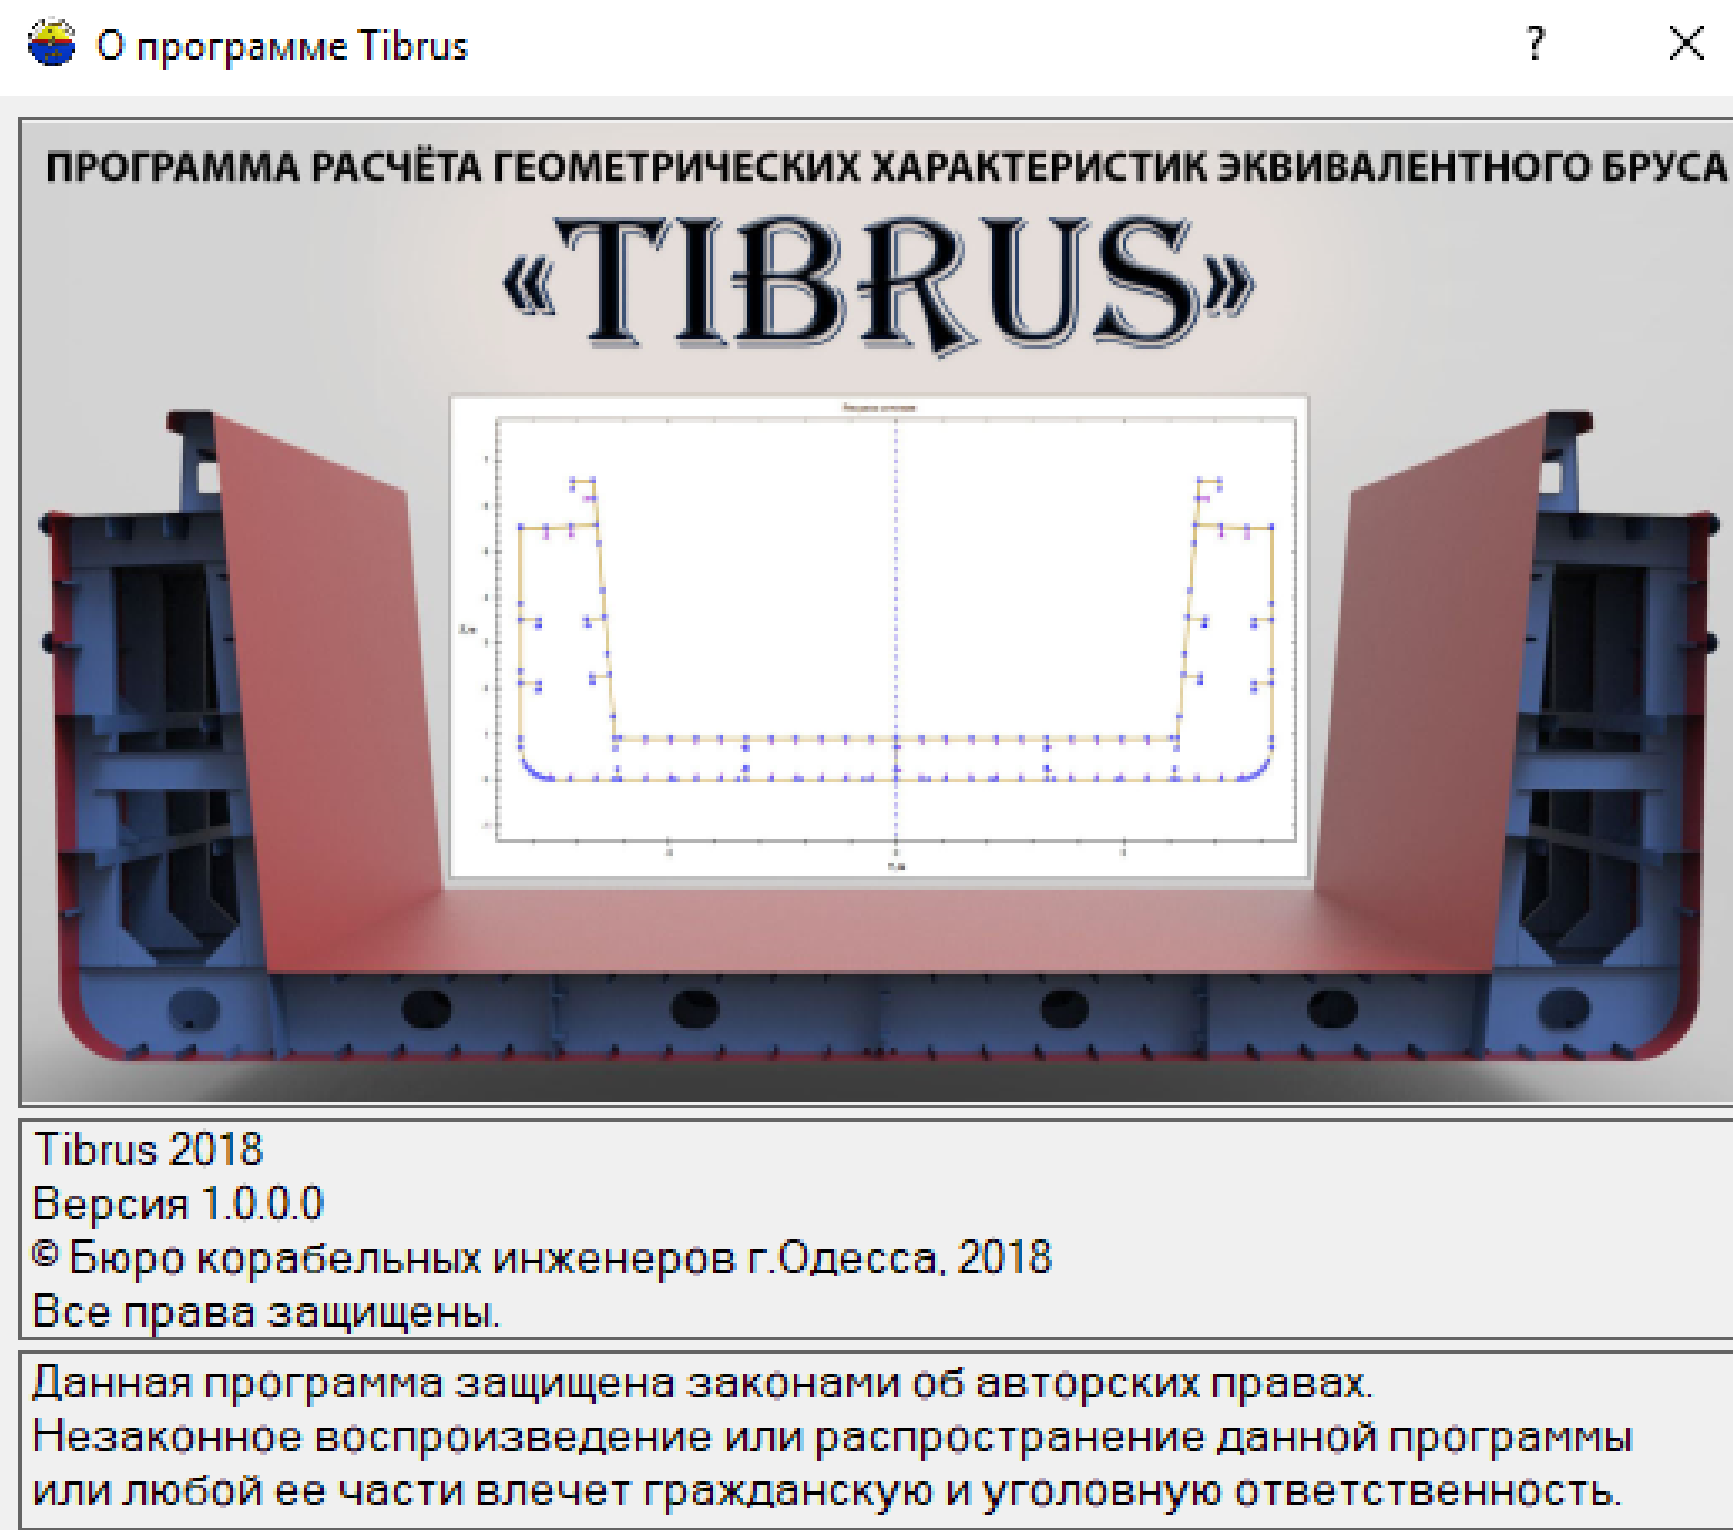 О программе Tibrus
ПРОГРАММА РАСЧЁТА ГЕОМЕТРИЧЕСКИХ ХАРАКТЕРИСТИК ЭКВИВАЛЕНТНОГО БРУСА
«TIBRUS»
Tibrus 2018
Версия 1.0.0.0
© Бюро корабельных инженеров г.Одесса, 2018
Все права защищены.
Данная программа защищена законами об авторских правах.
Незаконное воспроизведение или распространение данной программы
или любой ее части влечет гражданскую и уголовную ответственность.